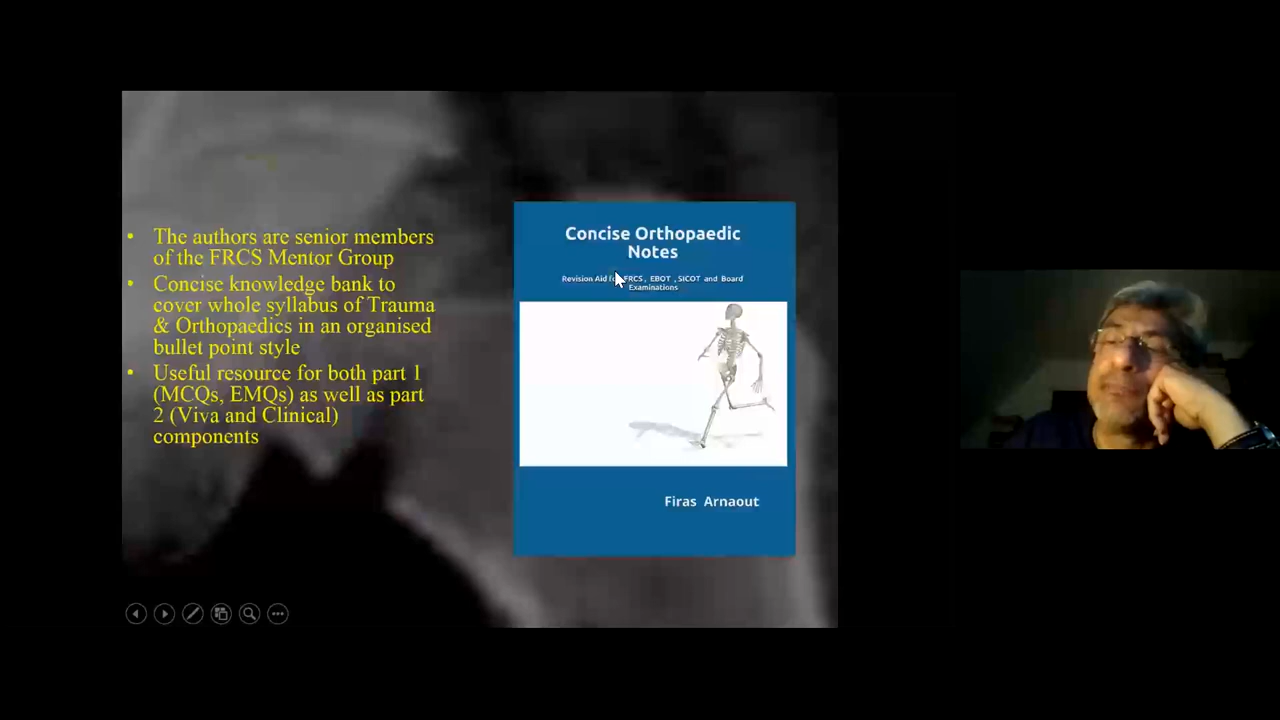 • The authors are senior members
of the FRCS Mentor Group
• Concise knowledge bank to
cover whole syllabus of Trauma
& Orthopaedics in an organised
bullet point style
• Useful resource for both part 1
(MCQs, EMQs) as well as part
2 (Viva and Clinical)
components
Concise Orthopaedic
Notes
Revision Aid FRCS, EBOT , SICOT and Board
Examinations
Firas Arnaout